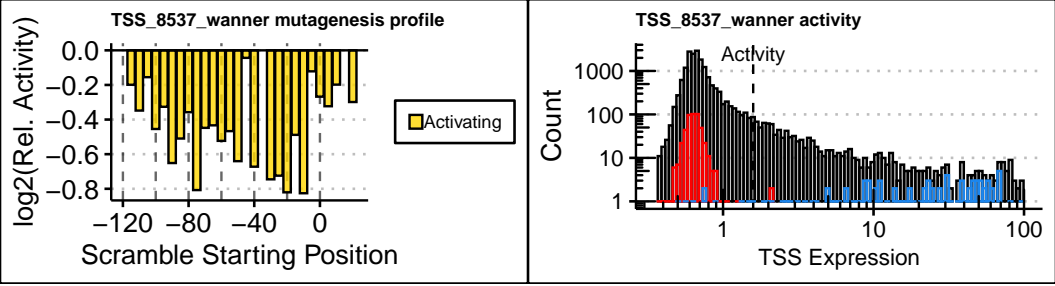 TSS_8537_wanner mutagenesis profile
log2(Rel. Activity)
0.0
−0.2
−0.4
−0.6
−0.8
−120 −80 −40 0
Scramble Starting Position
Activating
TSS_8537_wanner activity
Activity
Count
1000
100
10
1
1 10 100
TSS Expression